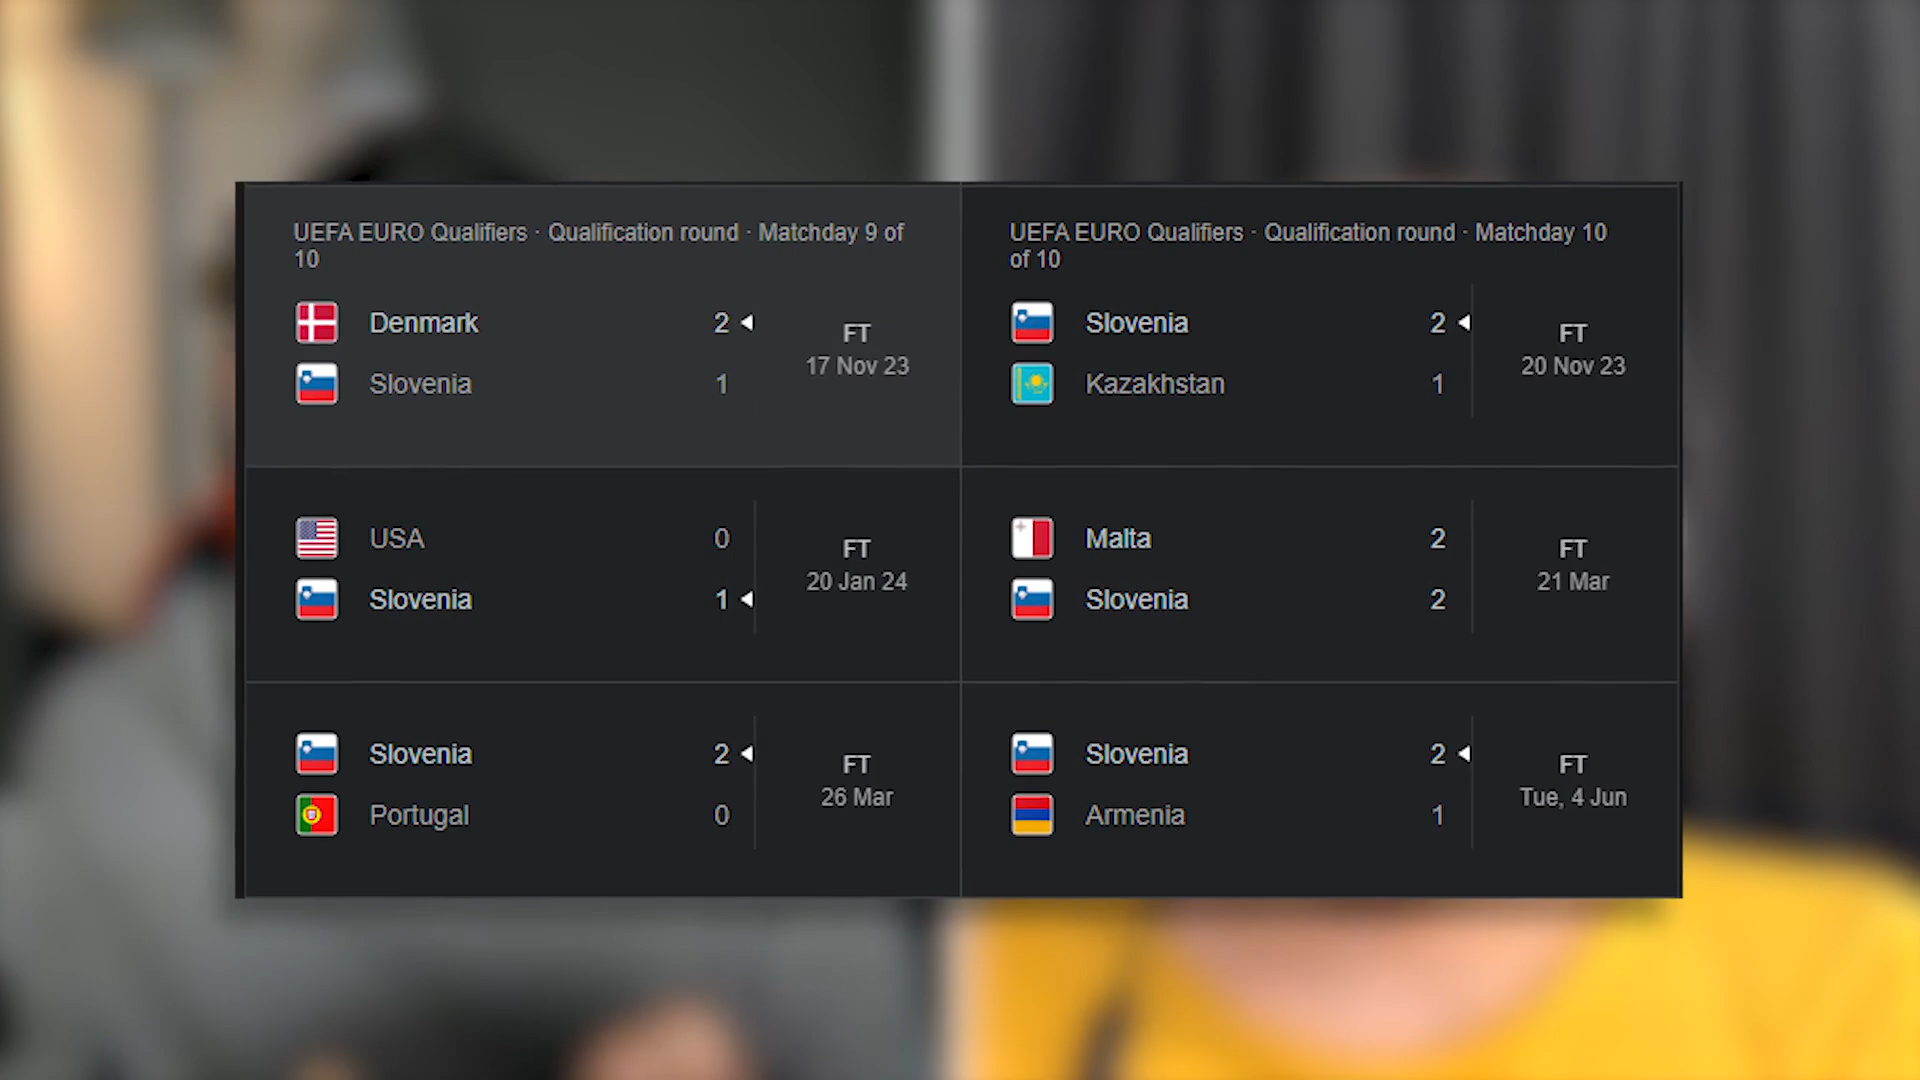 UEFA EURO Qualifiers · Qualification round · Matchday 9 of
10
Denmark 2
Slovenia 1
FT
17 Nov 23
UEFA EURO Qualifiers · Qualification round · Matchday 10
of 10
Slovenia 2
Kazakhstan 1
FT
20 Nov 23
USA 0
Slovenia 1
FT
20 Jan 24
Malta 2
Slovenia 2
FT
21 Mar
Slovenia 2
Portugal 0
FT
26 Mar
Slovenia 2
Armenia 1
FT
Tue, 4 Jun